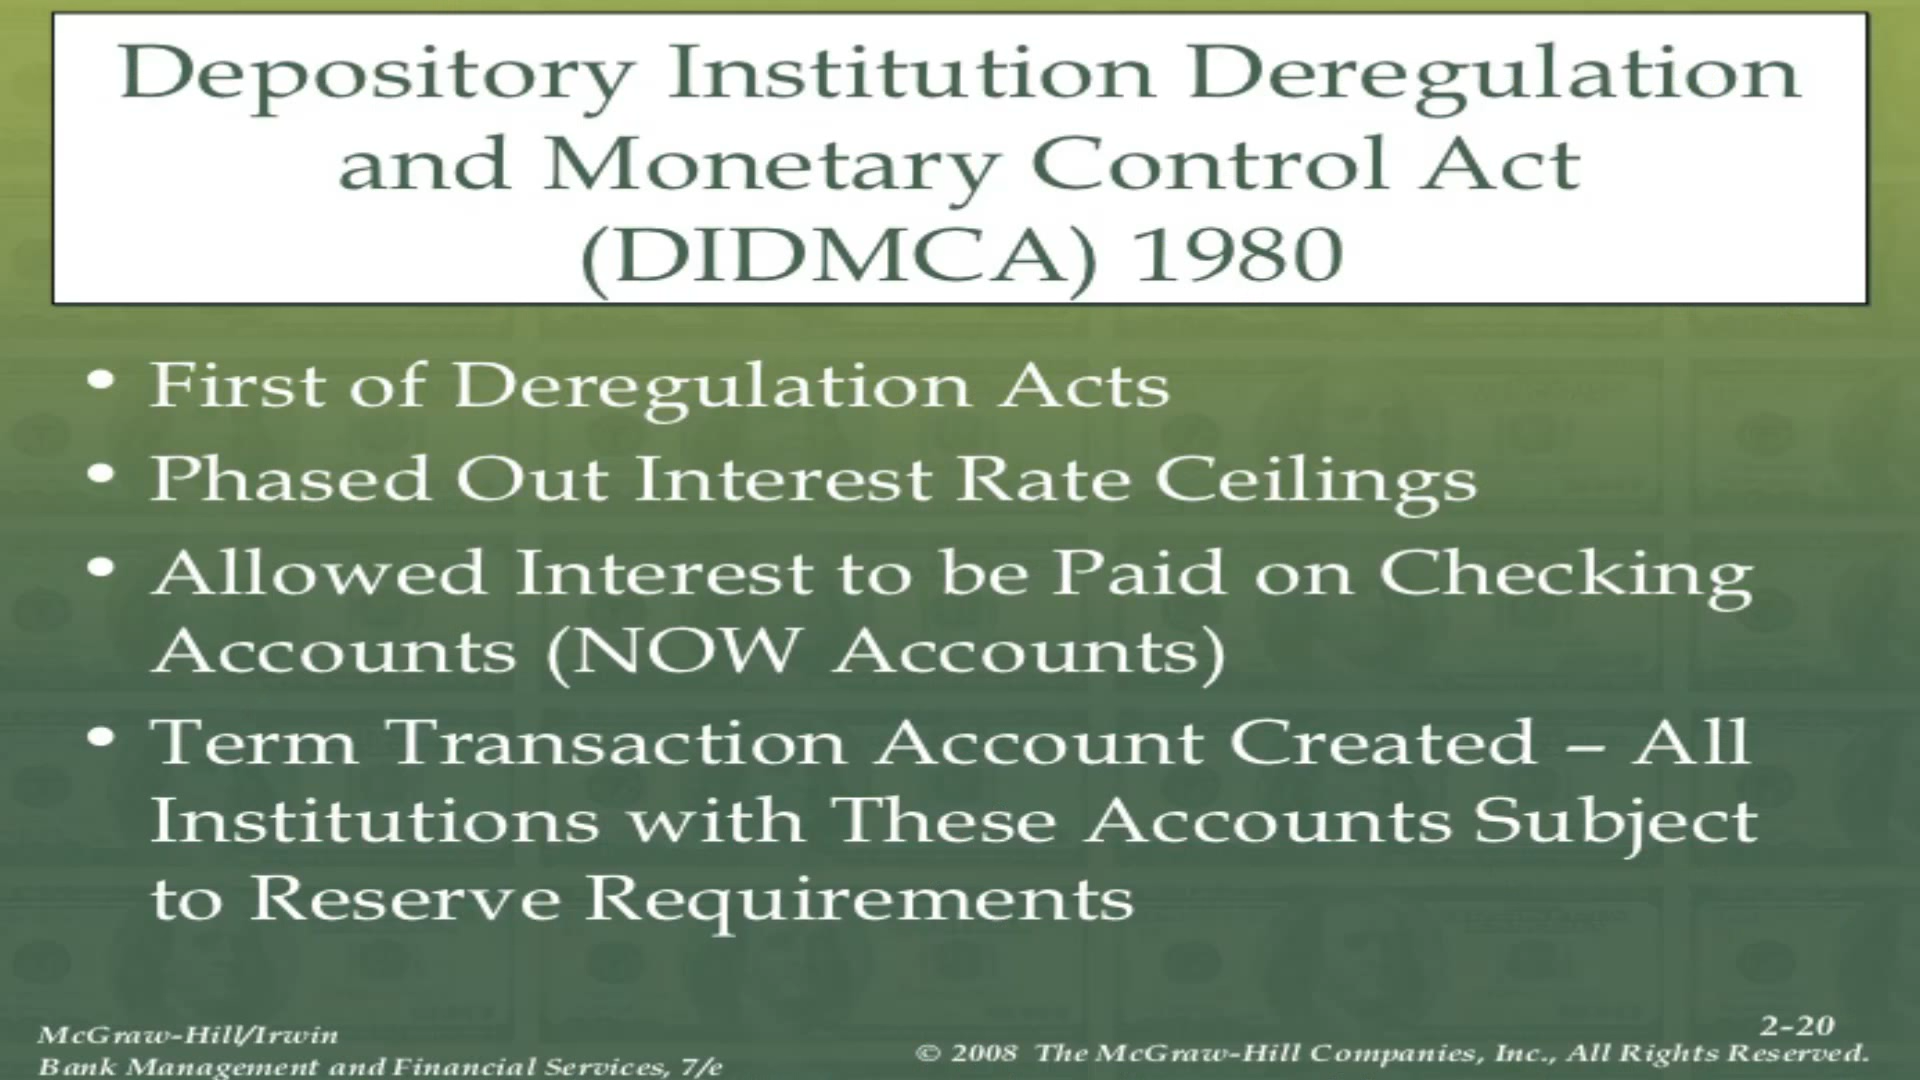 Depository Institution Deregulation
and Monetary Control Act
(DIDMCA) 1980
• First of Deregulation Acts
• Phased Out Interest Rate Ceilings
• Allowed Interest to be Paid on Checking
Accounts (NOW Accounts)
• Term Transaction Account Created – All
Institutions with These Accounts Subject
to Reserve Requirements
McGraw-Hill/Irwin
Bank Management and Financial Services, 7/e
2-20
© 2008 The McGraw-Hill Companies, Inc., All Rights Reserved.